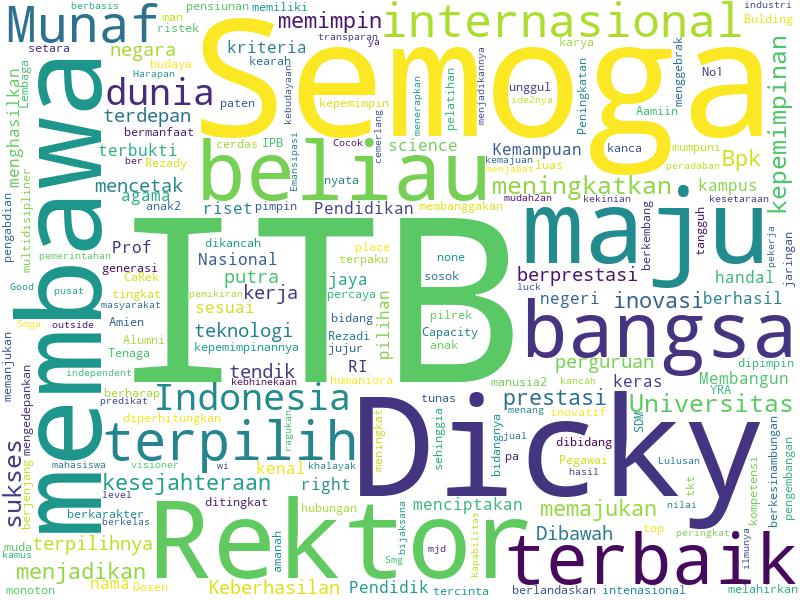 berbasis man pensiunan memiliki industri
Munaf Semoga internasional
ristek memimpin transparan ya karya Bulding
setara negara budaya kriteria kearah
dunia paten kebudayaan kepemimpin menerapkan pelatihan unggul ide2nya menjadikannya Peningkatan menggebrak No1 kepemimpinan
menghasilkan Lembaga membawa Harapan terdepan bermanfaat cemerlang Aamiin
terbukti ber Rezady cerdas IPB Emansipasi Cocok science Kemampuan kanca mumpuni Bpk
mencetak beliau nyata kemajuan menjabat luas peradaban
agama meningkatkan kampus
pengabdian multidisipliner anak2 riset pimpin Pendidikan membanggakan mudah2an kekinian kesetaraan
ITB maju berkembang tangguh pekerja jaringan
Prof dikancah place none
generasi Nasional terpaku sosok berprestasi handal
pemerintahan CaRek putra pemikiran jaya
Good pusat tingkat kerja percaya luck negeri inovasi berhasil
Smga outside masyarakat sesuai bidang pilrek bangsa
Amien teknologi Rezadi Capacity
Alumni kepemimpinannya jujur pilihan anak
memanjukan Tenaga RI perguruan dipimpin
independent tendik kebhinekaan humaniora manusia2 kancah keras Membangun
mengedepankan berharap predikat Indonesia Dicky tunas prestasi YRA Universitas
berkarakter diperhitungkan ragukan meningkat menang inovatif SDM
sukses berjenjang terpilih sehinggia bidangnya jual dibidang berkesinambungan pengembangan
mahasiswa visioner wi kenal khalayak pa Pegawai Lulusan
kesejahteraan right hasil tkt kompetensi
level ditingkat hubungan menciptakan memajukan nilai
berkelas Rektor amanah bijaksana Kapabilitas top peringkat
muda terpilihnya Dibawah
kamus mjd terbaik ilmunya
menjadikan Smg
monoton nama Dosen Keberhasilan Pendidik tercinta berlandaskan intenasional melahirkan